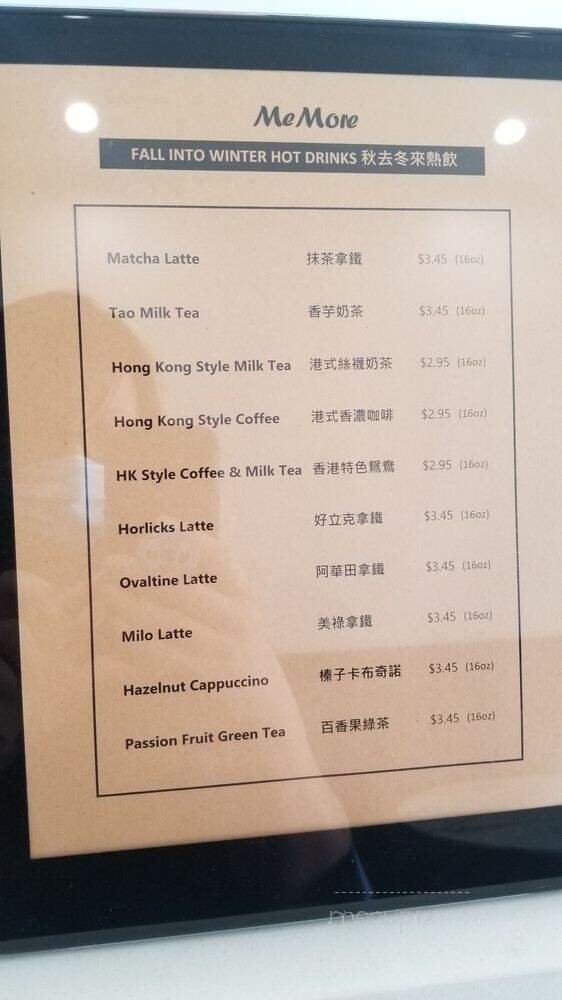 MeMore
FALL INTO WINTER HOT DRINKS 秋去冬來熱飲
Matcha Latte 抹茶拿鐵 $3.45 (16oz)
Tao Milk Tea 香芋奶茶 $3.45 (16oz)
Hong Kong Style Milk Tea 港式絲襪奶茶 $2.95 (16oz)
Hong Kong Style Coffee 港式香濃咖啡 $2.95 (16oz)
HK Style Coffee & Milk Tea 香港特色鴛鴦 $2.95 (16oz)
Horlicks Latte 好立克拿鐵 $3.45 (16oz)
Ovaltine Latte 阿華田拿鐵 $3.45 (16oz)
Milo Latte 美祿拿鐵 $3.45 (16oz)
Hazelnut Cappuccino 榛子卡布奇諾 $3.45 (16oz)
Passion Fruit Green Tea 百香果綠茶 $3.45 (16oz)